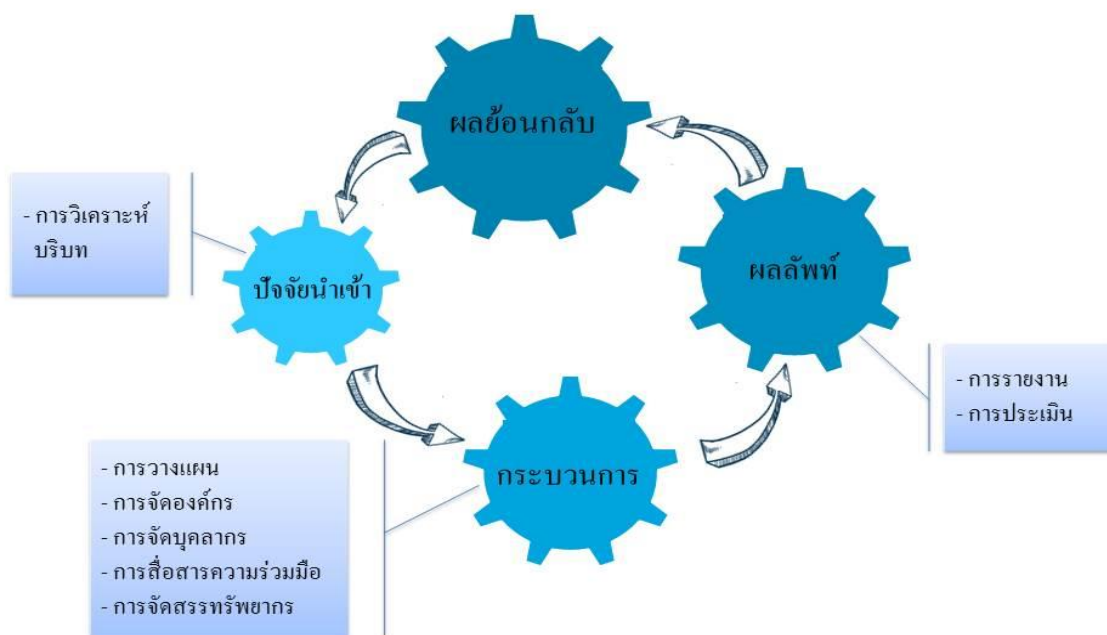 ผลย้อนกลับ
- การวิเคราะห์
บริบท
ปัจจัยนำเข้า
ผลลัพท์
- การรายงาน
- การประเมิน
กระบวนการ
- การวางแผน
- การจัดองค์กร
- การจัดบุคลากร
- การสื่อสารความร่วมมือ
- การจัดสรรทรัพยากร